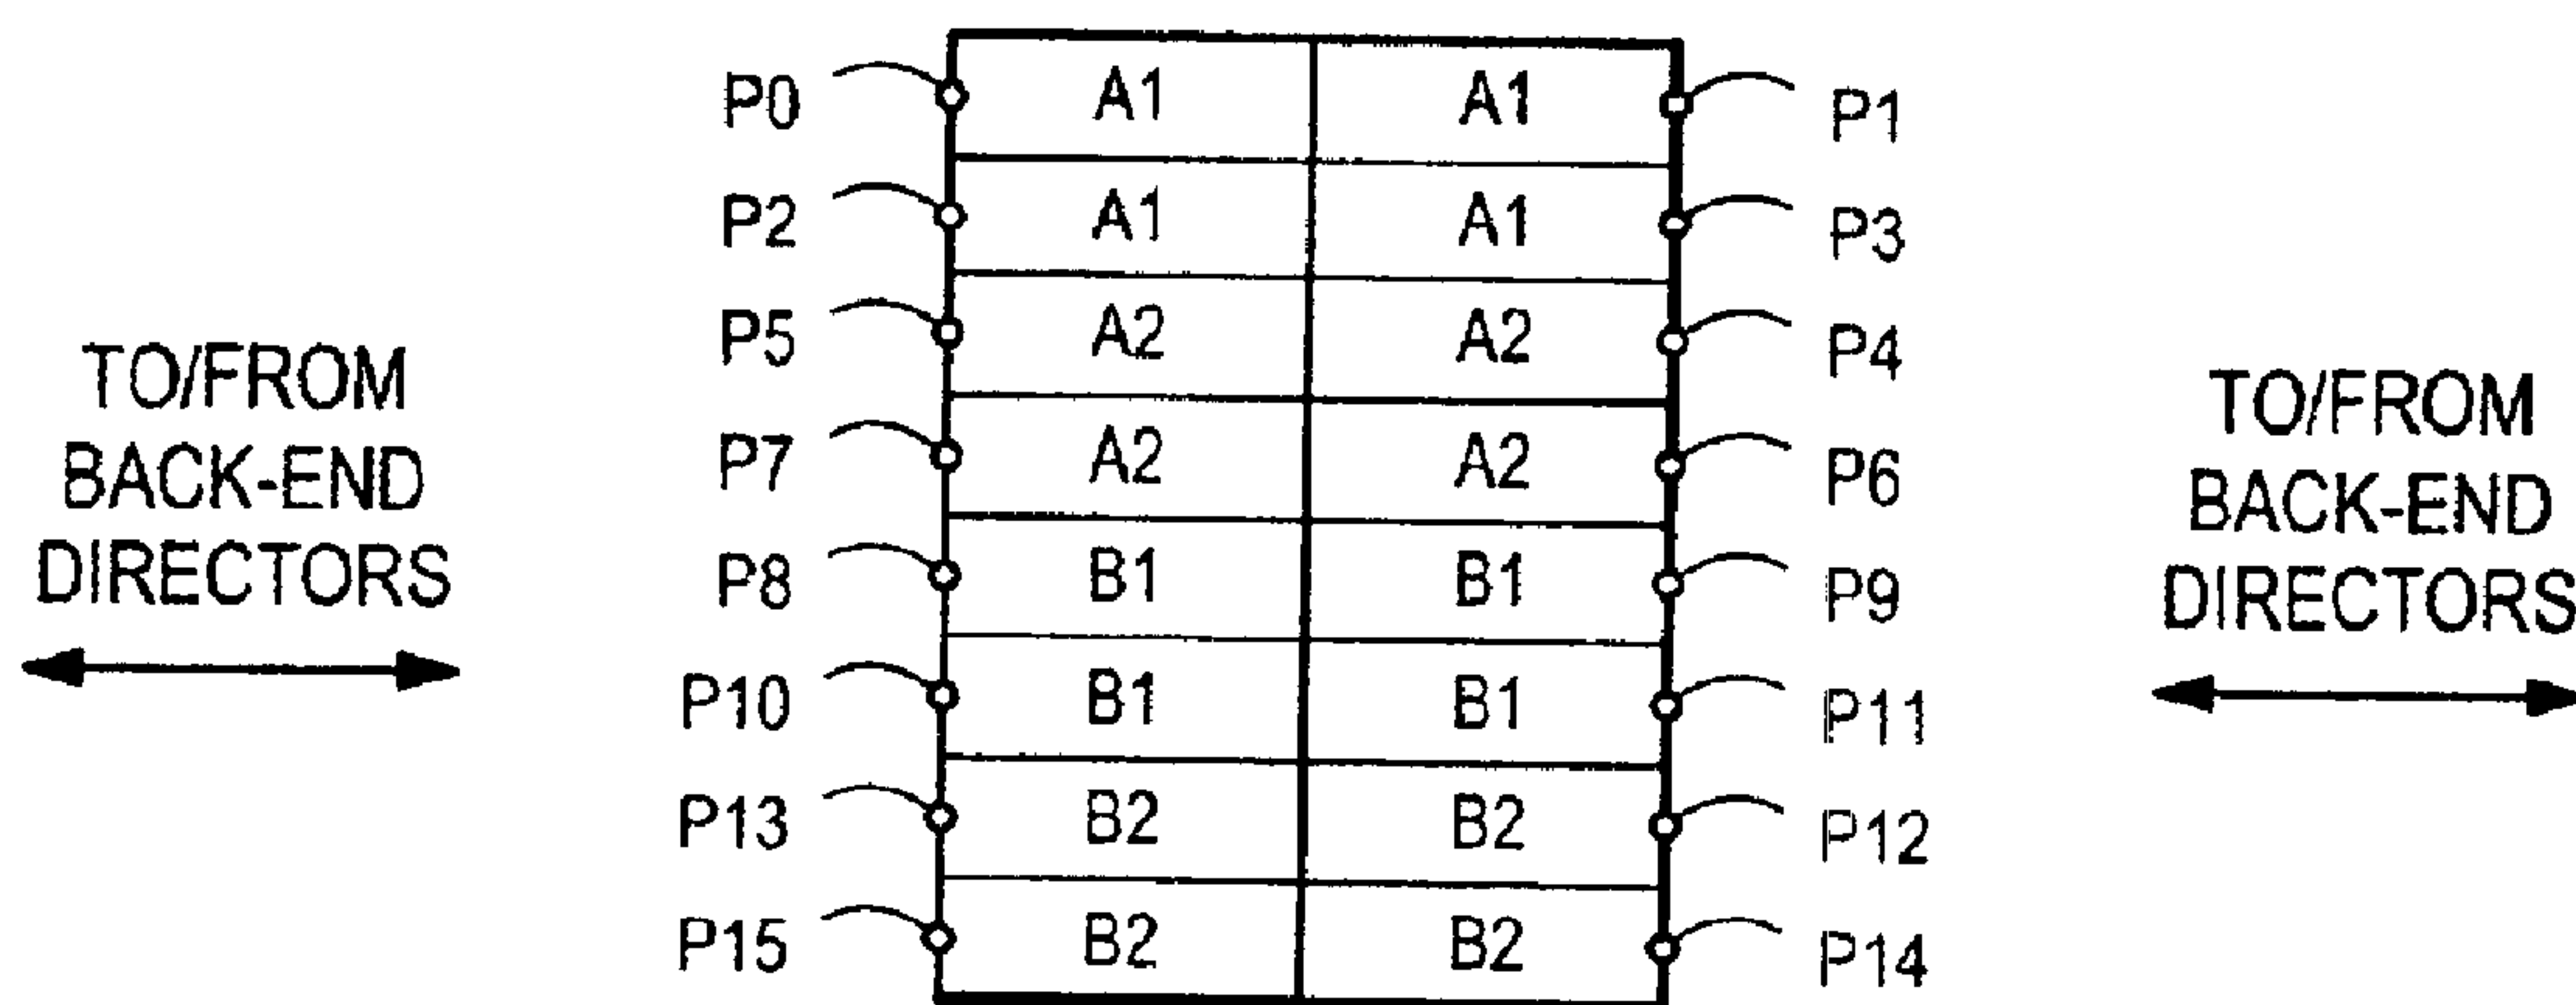 P0 A1 A1 P1
P2 A1 A1 P3
P5 A2 A2 P4
P7 A2 A2 P6
P8 B1 B1 P9
P10 B1 B1 P11
P13 B2 B2 P12
P15 B2 B2 P14
TO/FROM
BACK-END
DIRECTORS
TO/FROM
BACK-END
DIRECTORS